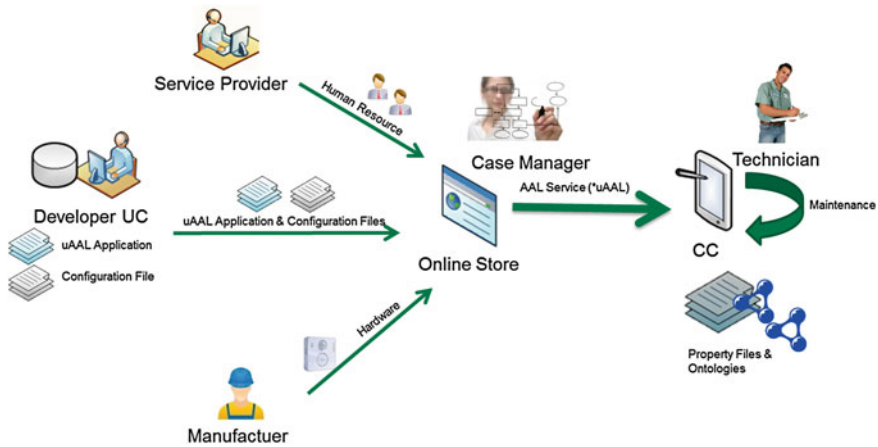 Service Provider
Human Resource
Developer UC
uAAL Application
Configuration File
uAAL Application & Configuration Files
Online Store
Hardware
Manufactuer
Case Manager
AAL Service (*uAAL)
Technician
Maintenance
CC
Property Files &
Ontologies